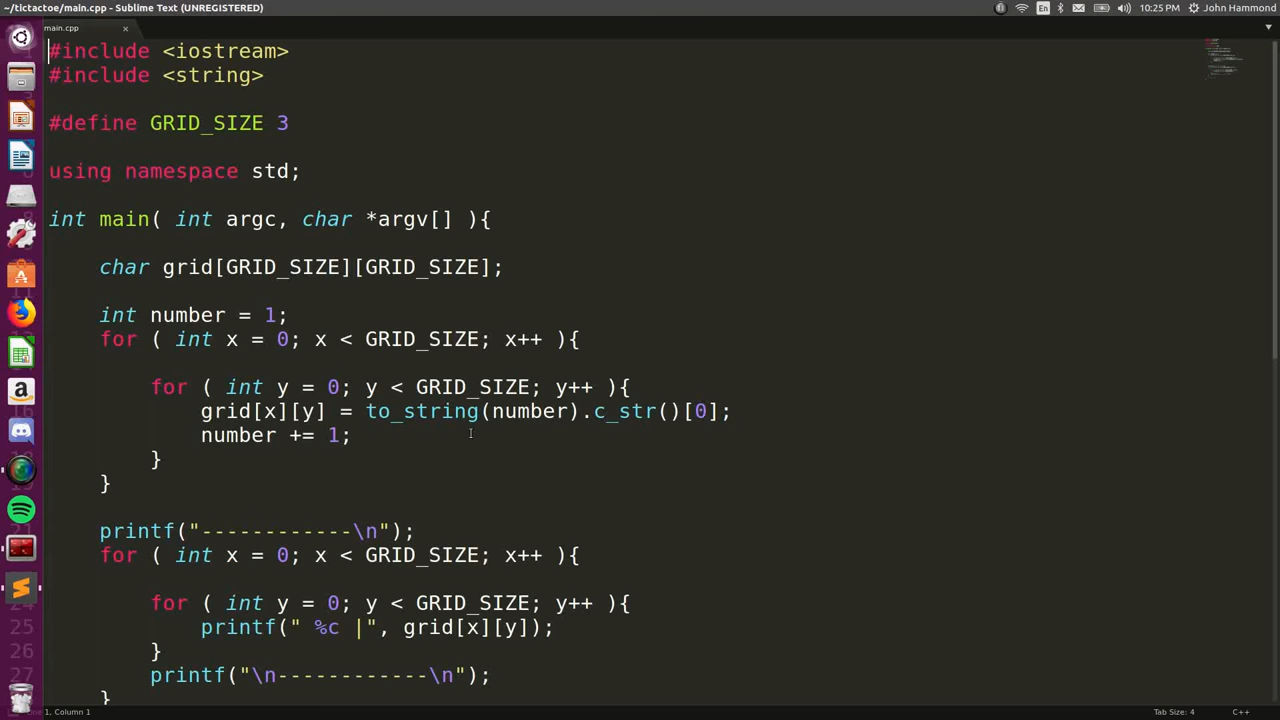 ~/tictactoe/main.cpp - Sublime Text (UNREGISTERED)
En
10:25 PM
John Hammond
main.cpp
#include <iostream>
#include <string>
#define GRID_SIZE 3
using namespace std;
int main( int argc, char *argv[] ){
char grid[GRID_SIZE][GRID_SIZE];
int number = 1;
for ( int x = 0; x < GRID_SIZE; x++ ){
for ( int y = 0; y < GRID_SIZE; y++ ){
grid[x][y] = to_string(number).c_str()[0];
number += 1;
}
}
printf("------------\n");
for ( int x = 0; x < GRID_SIZE; x++ ){
for ( int y = 0; y < GRID_SIZE; y++ ){
25 printf(" %c |", grid[x][y]);
}
27 printf("\n------------\n");
}
1, Column 1
Tab Size: 4
C++